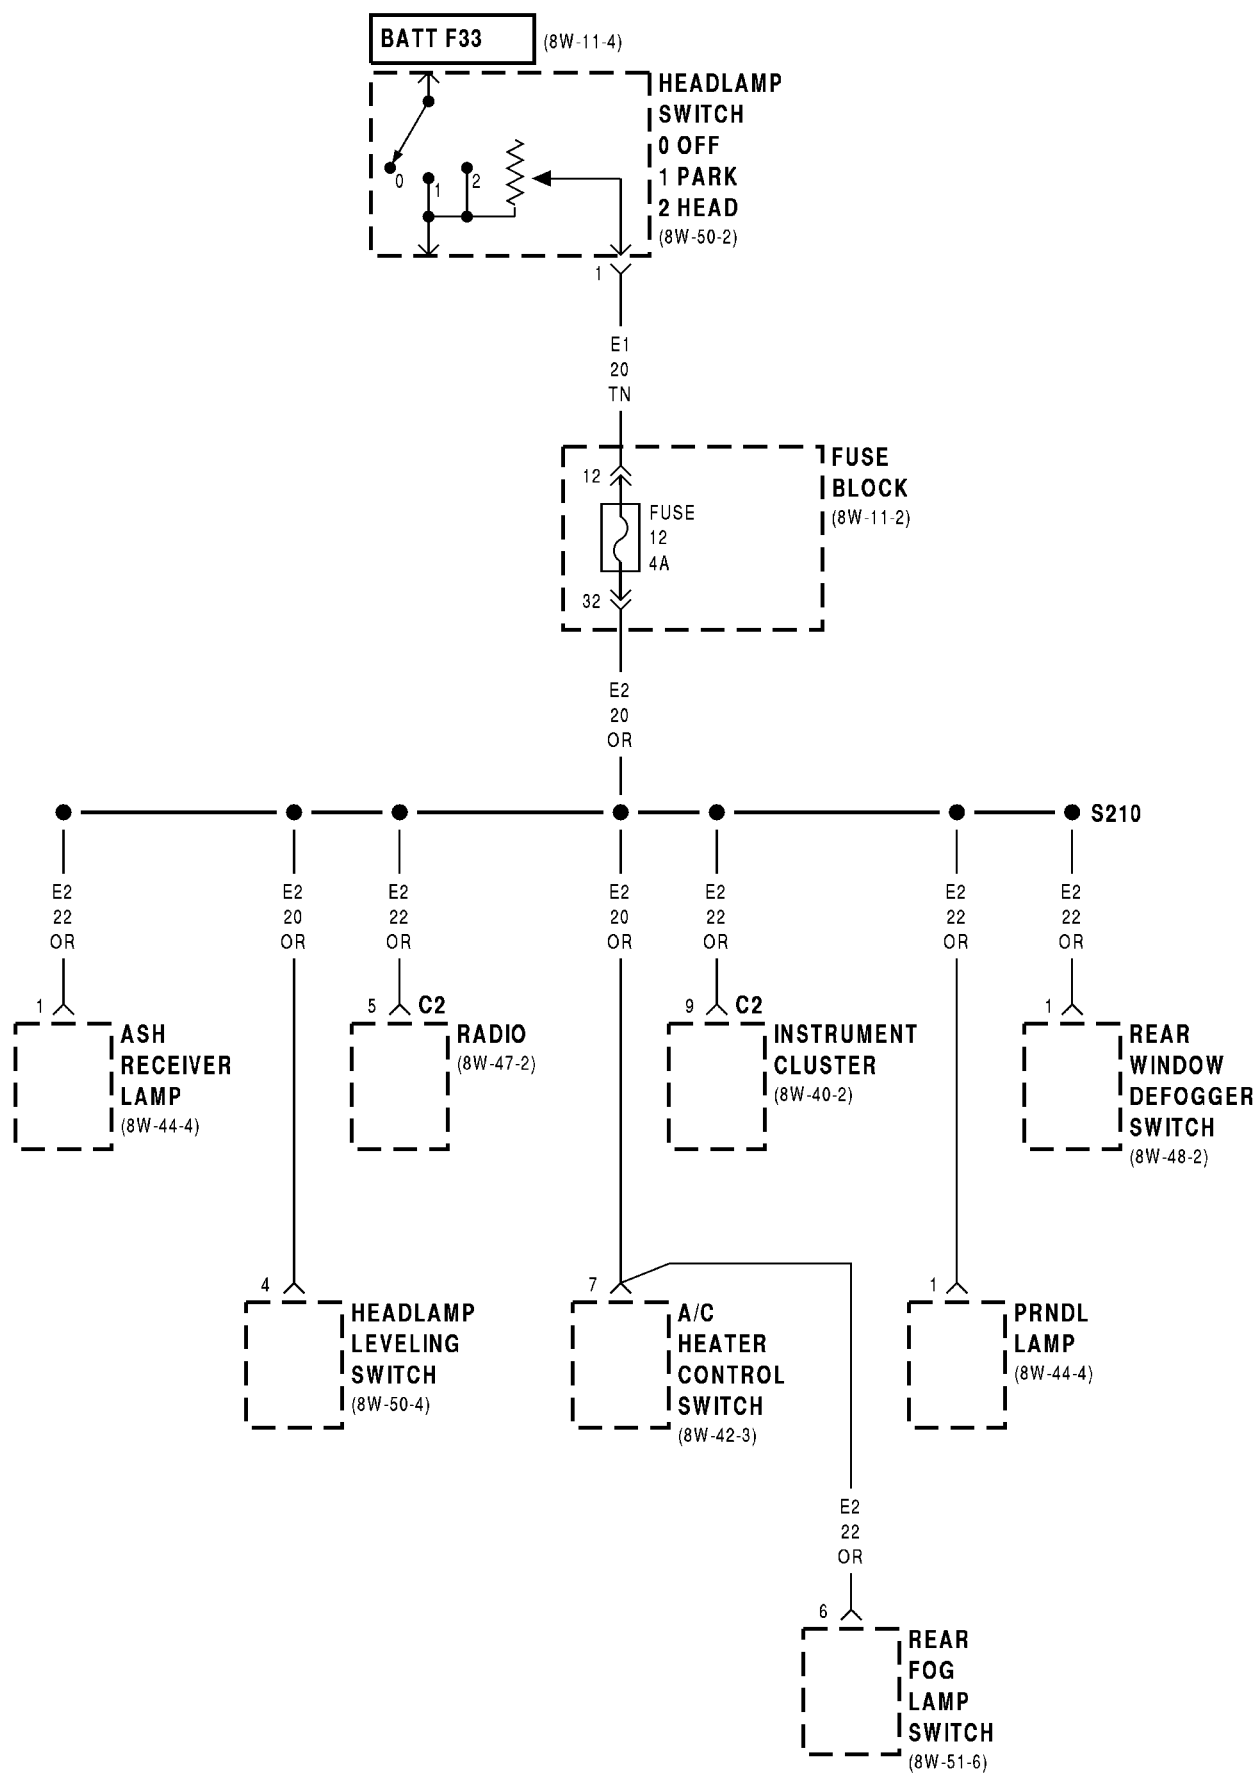 BATT F33
(8W-11-4)
HEADLAMP
SWITCH
0 OFF
1 PARK
2 HEAD
(8W-50-2)
0
1
2
1
E1
20
TN
FUSE
BLOCK
(8W-11-2)
12
FUSE
12
4A
32
E2
20
OR
S210
E2
22
OR
E2
20
OR
E2
22
OR
E2
20
OR
E2
22
OR
E2
22
OR
E2
22
OR
1
ASH
RECEIVER
LAMP
(8W-44-4)
5
C2
RADIO
(8W-47-2)
9
C2
INSTRUMENT
CLUSTER
(8W-40-2)
1
REAR
WINDOW
DEFOGGER
SWITCH
(8W-48-2)
4
HEADLAMP
LEVELING
SWITCH
(8W-50-4)
7
A/C
HEATER
CONTROL
SWITCH
(8W-42-3)
1
PRNDL
LAMP
(8W-44-4)
E2
22
OR
6
REAR
FOG
LAMP
SWITCH
(8W-51-6)